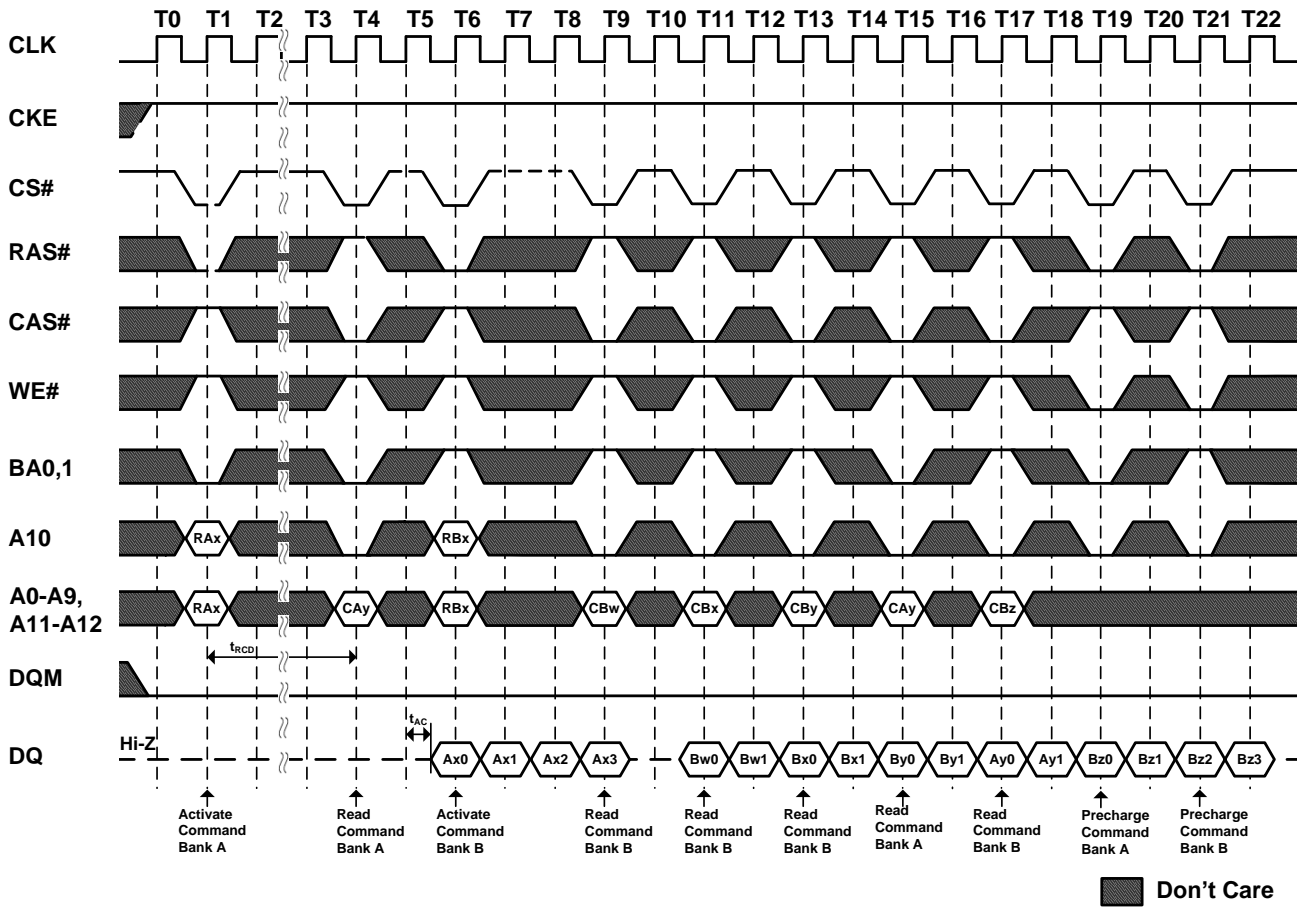 T0 T1 T2 T3 T4 T5 T6 T7 T8 T9 T10 T11 T12 T13 T14 T15 T16 T17 T18 T19 T20 T21 T22
CLK
CKE
CS#
RAS#
CAS#
WE#
BA0,1
A10
RAx RBx
A0-A9,
A11-A12
RAx CAy RBx CBw CBx CBy CAy CBz
tRCD
DQM
tAC
DQ
Hi-Z
Ax0 Ax1 Ax2 Ax3 Bw0 Bw1 Bx0 Bx1 By0 By1 Ay0 Ay1 Bz0 Bz1 Bz2 Bz3
Activate
Command
Bank A
Read
Command
Bank A
Activate
Command
Bank B
Read
Command
Bank B
Read
Command
Bank B
Read
Command
Bank B
Read
Command
Bank A
Read
Command
Bank B
Precharge
Command
Bank A
Precharge
Command
Bank B
Don't Care